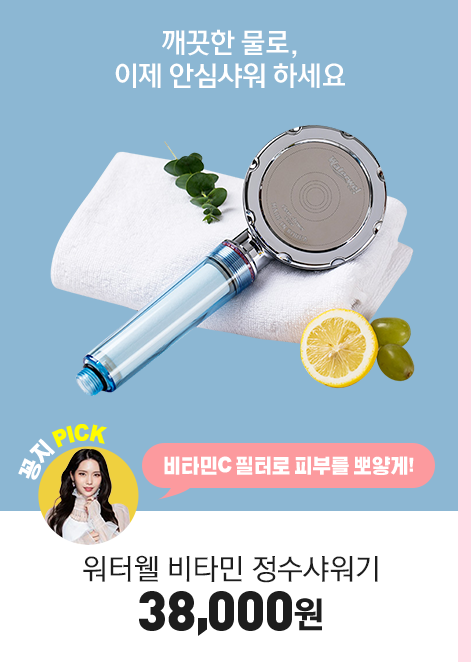 깨끗한 물로,
이제 안심샤워 하세요
꿍지 PICK
비타민C 필터로 피부를 뽀얗게!
워터웰 비타민 정수샤워기
38,000원